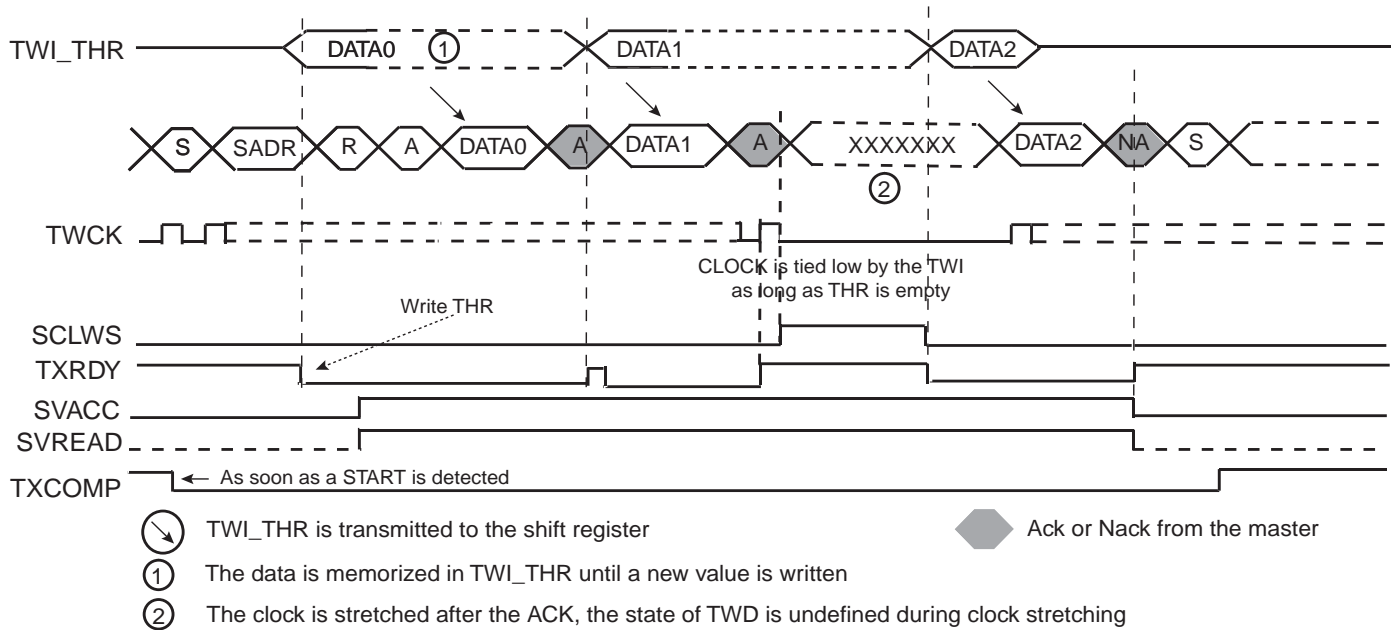 TWI_THR DATA0 1 DATA1 DATA2
S SADR R A DATA0 A DATA1 A XXXXXXX DATA2 NA S
2
TWCK
CLOCK is tied low by the TWI
as long as THR is empty
Write THR
SCLWS
TXRDY
SVACC
SVREAD
As soon as a START is detected
TXCOMP
TWI_THR is transmitted to the shift register
Ack or Nack from the master
1 The data is memorized in TWI_THR until a new value is written
2 The clock is stretched after the ACK, the state of TWD is undefined during clock stretching